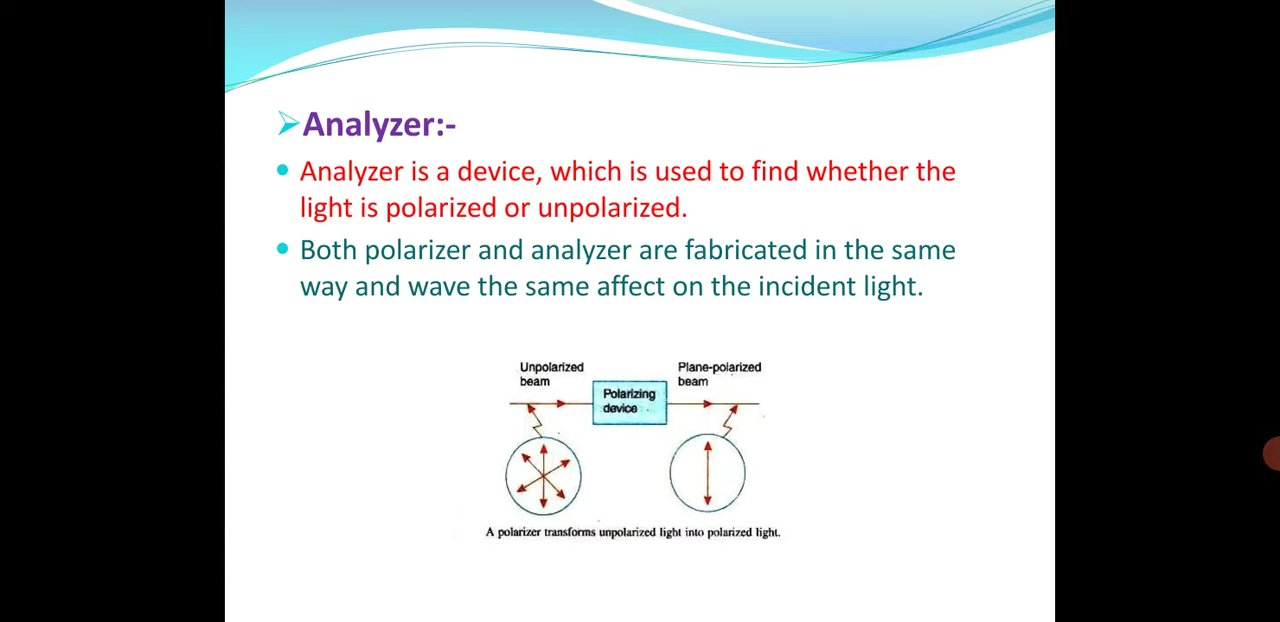 Analyzer:-
Analyzer is a device, which is used to find whether the
light is polarized or unpolarized.
Both polarizer and analyzer are fabricated in the same
way and wave the same affect on the incident light.
Unpolarized
beam
Polarizing
device
Plane-polarized
beam
A polarizer transforms unpolarized light into polarized light.